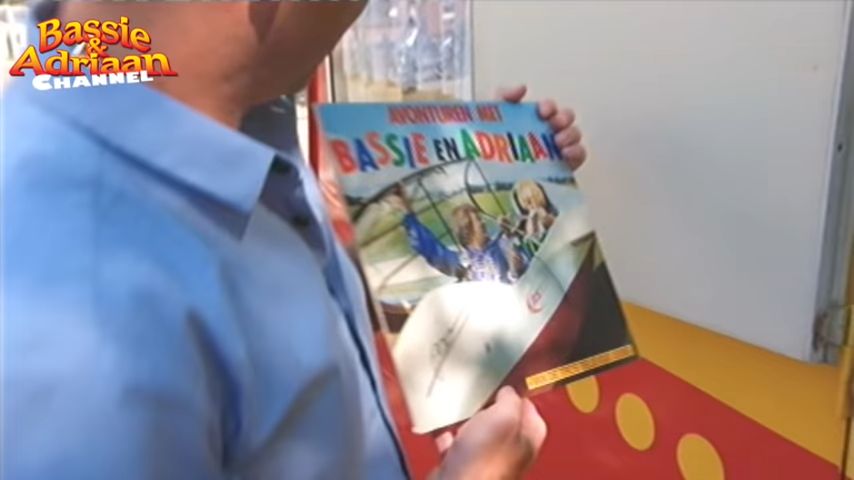 Bassie
&
Adriaan
CHANNEL
AVONTUREN MET
BASSIE EN ADRIAAN